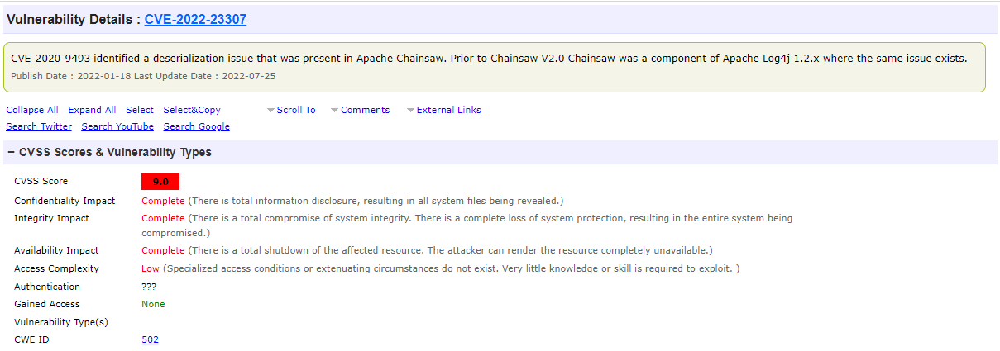 Vulnerability Details : CVE-2022-23307
CVE-2020-9493 identified a deserialization issue that was present in Apache Chainsaw. Prior to Chainsaw V2.0 Chainsaw was a component of Apache Log4j 1.2.x where the same issue exists.
Publish Date : 2022-01-18 Last Update Date : 2022-07-25
Collapse All Expand All Select Select&Copy Scroll To Comments External Links
Search Twitter Search YouTube Search Google
− CVSS Scores & Vulnerability Types
CVSS Score 9.0
Confidentiality Impact Complete (There is total information disclosure, resulting in all system files being revealed.)
Integrity Impact Complete (There is a total compromise of system integrity. There is a complete loss of system protection, resulting in the entire system being
compromised.)
Availability Impact Complete (There is a total shutdown of the affected resource. The attacker can render the resource completely unavailable.)
Access Complexity Low (Specialized access conditions or extenuating circumstances do not exist. Very little knowledge or skill is required to exploit. )
Authentication ???
Gained Access None
Vulnerability Type(s)
CWE ID 502